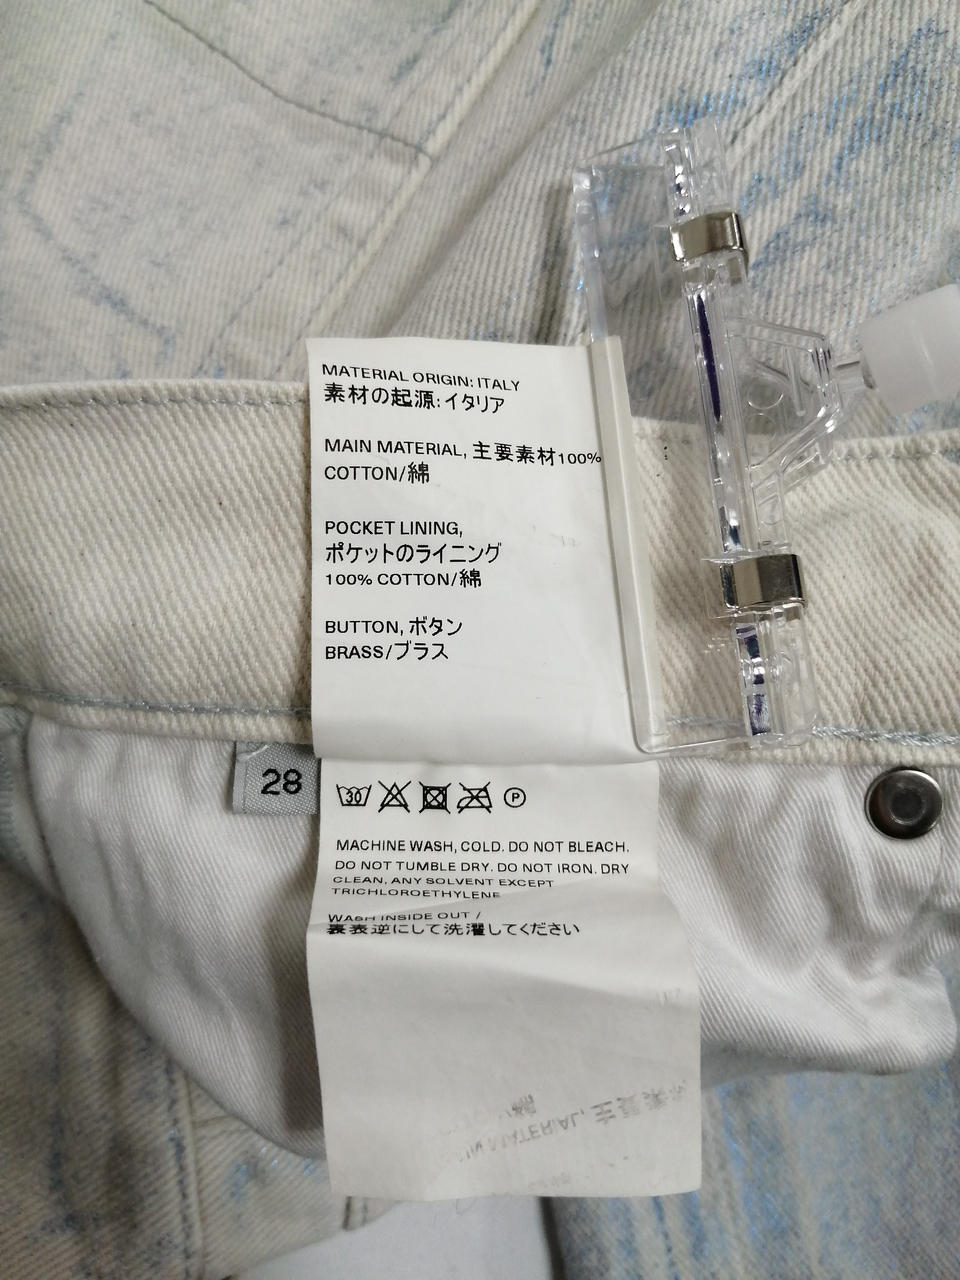 MATERIAL ORIGIN: ITALY
素材の起源: イタリア
MAIN MATERIAL, 主要素材100%
COTTON/綿
POCKET LINING,
ポケットのライニング
100% COTTON/綿
BUTTON, ボタン
BRASS/ブラス
28
30
P
MACHINE WASH, COLD. DO NOT BLEACH.
DO NOT TUMBLE DRY. DO NOT IRON. DRY
CLEAN, ANY SOLVENT EXCEPT
TRICHLOROETHYLENE
WASH INSIDE OUT /
裏表逆にして洗濯してください